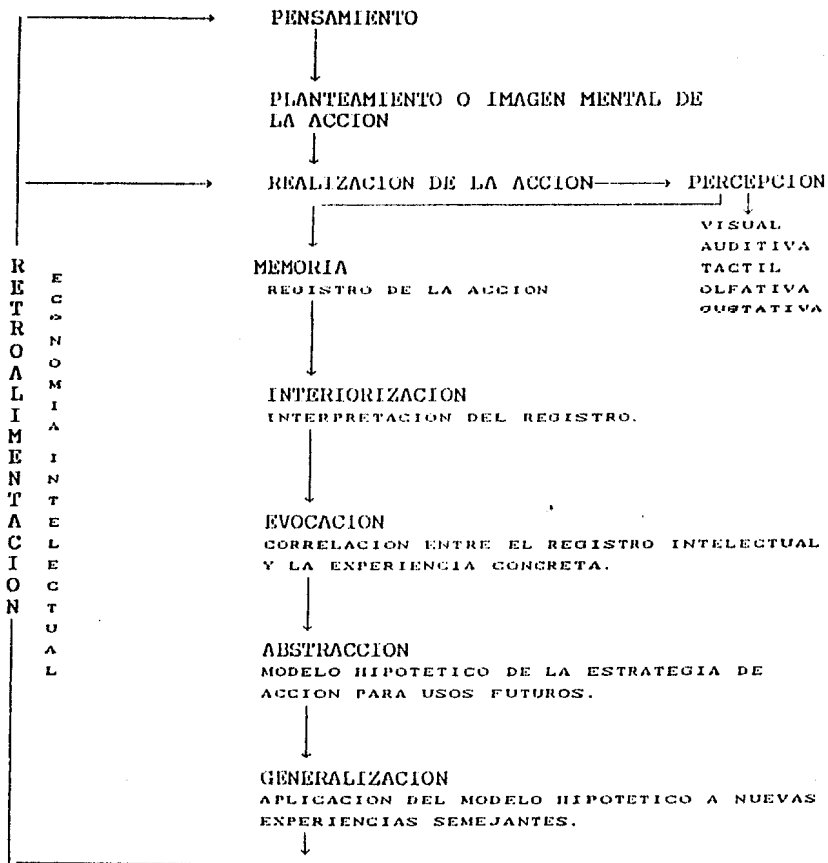 PENSAMIENTO
PLANTEAMIENTO O IMAGEN MENTAL DE
LA ACCION
REALIZACION DE LA ACCION
PERCEPCION
VISUAL
AUDITIVA
TACTIL
OLFATIVA
GUSTATIVA
MEMORIA
REGISTRO DE LA ACCION
INTERIORIZACION
INTERPRETACION DEL REGISTRO.
EVOCACION
CORRELACION ENTRE EL REGISTRO INTELECTUAL
Y LA EXPERIENCIA CONCRETA.
ABSTRACCION
MODELO HIPOTETICO DE LA ESTRATEGIA DE
ACCION PARA USOS FUTUROS.
GENERALIZACION
APLICACION DEL MODELO HIPOTETICO A NUEVAS
EXPERIENCIAS SEMEJANTES.
RETROALIMENTACION
ECONOMIA INTELECTUAL